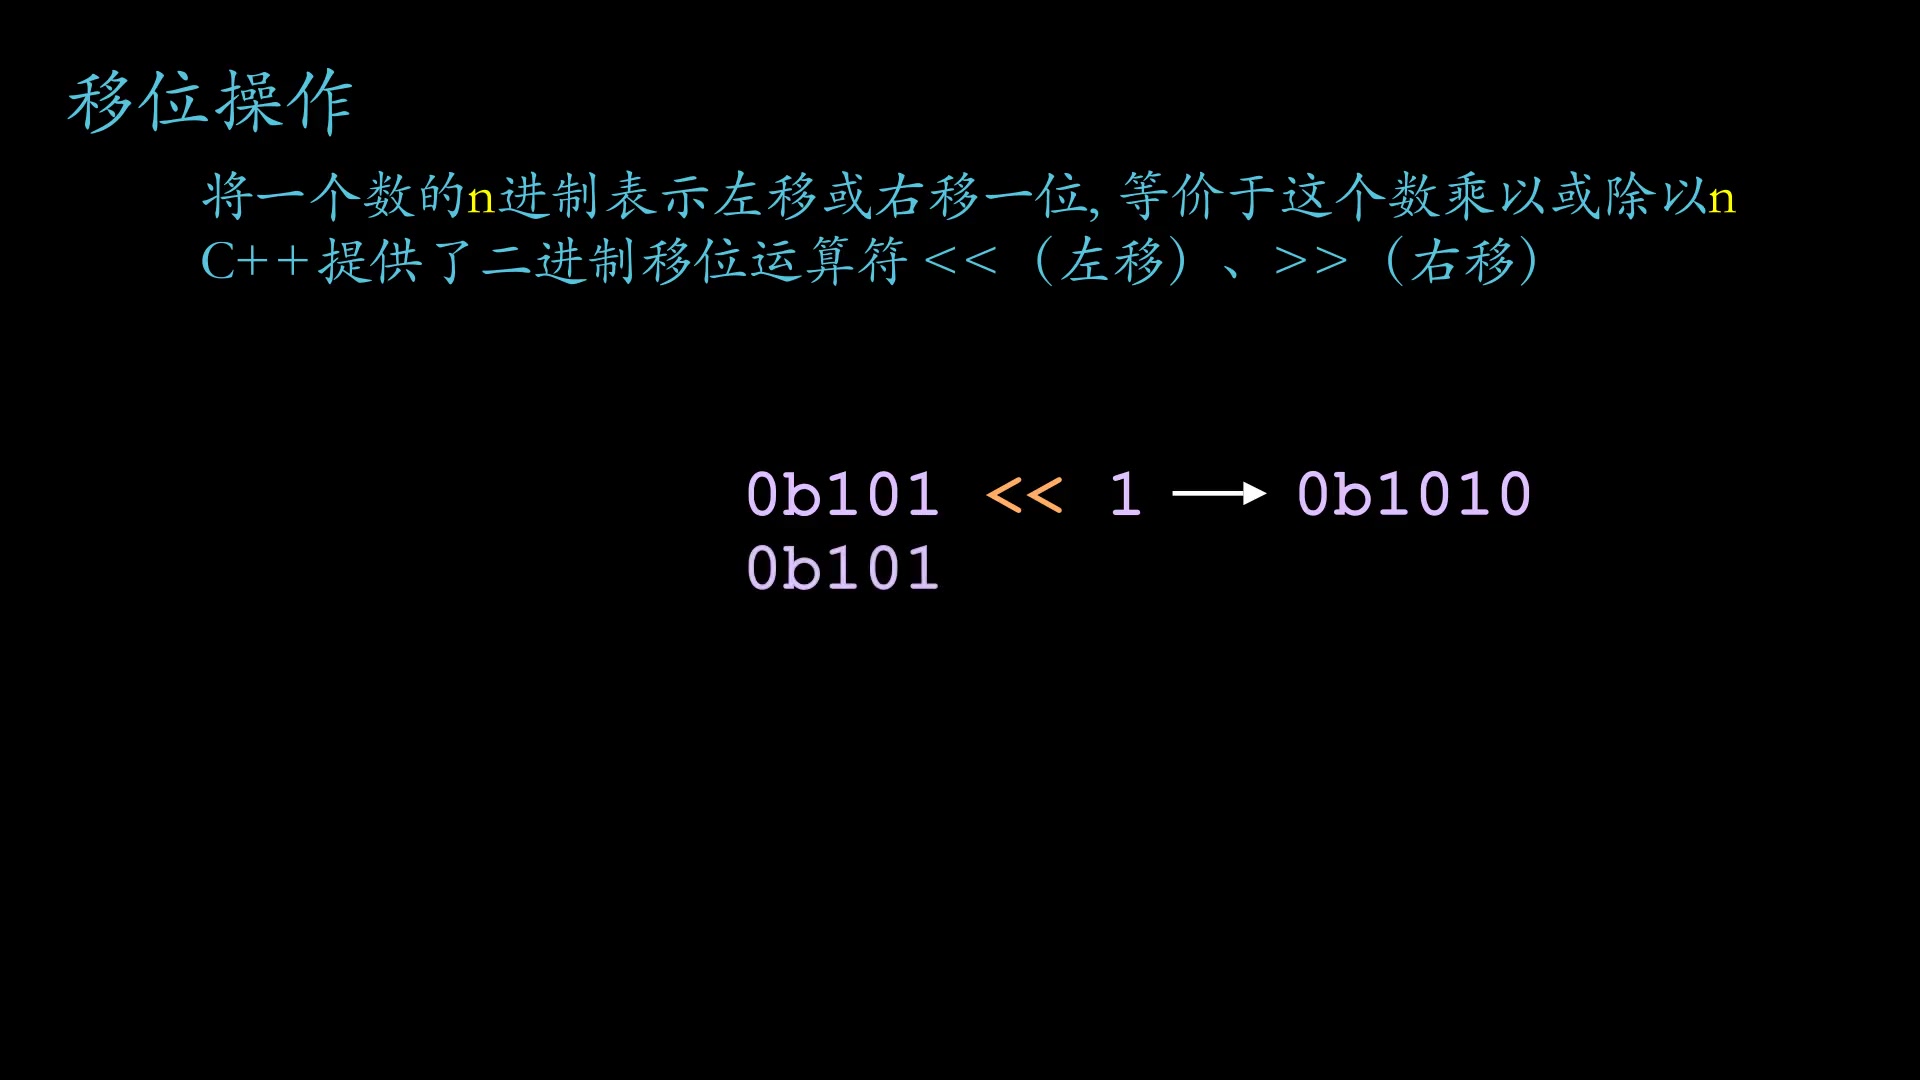 移位操作
将一个数的n进制表示左移或右移一位, 等价于这个数乘以或除以n
C++提供了二进制移位运算符 <<（左移）、>>（右移）
0b101 << 1 → 0b1010
0b101